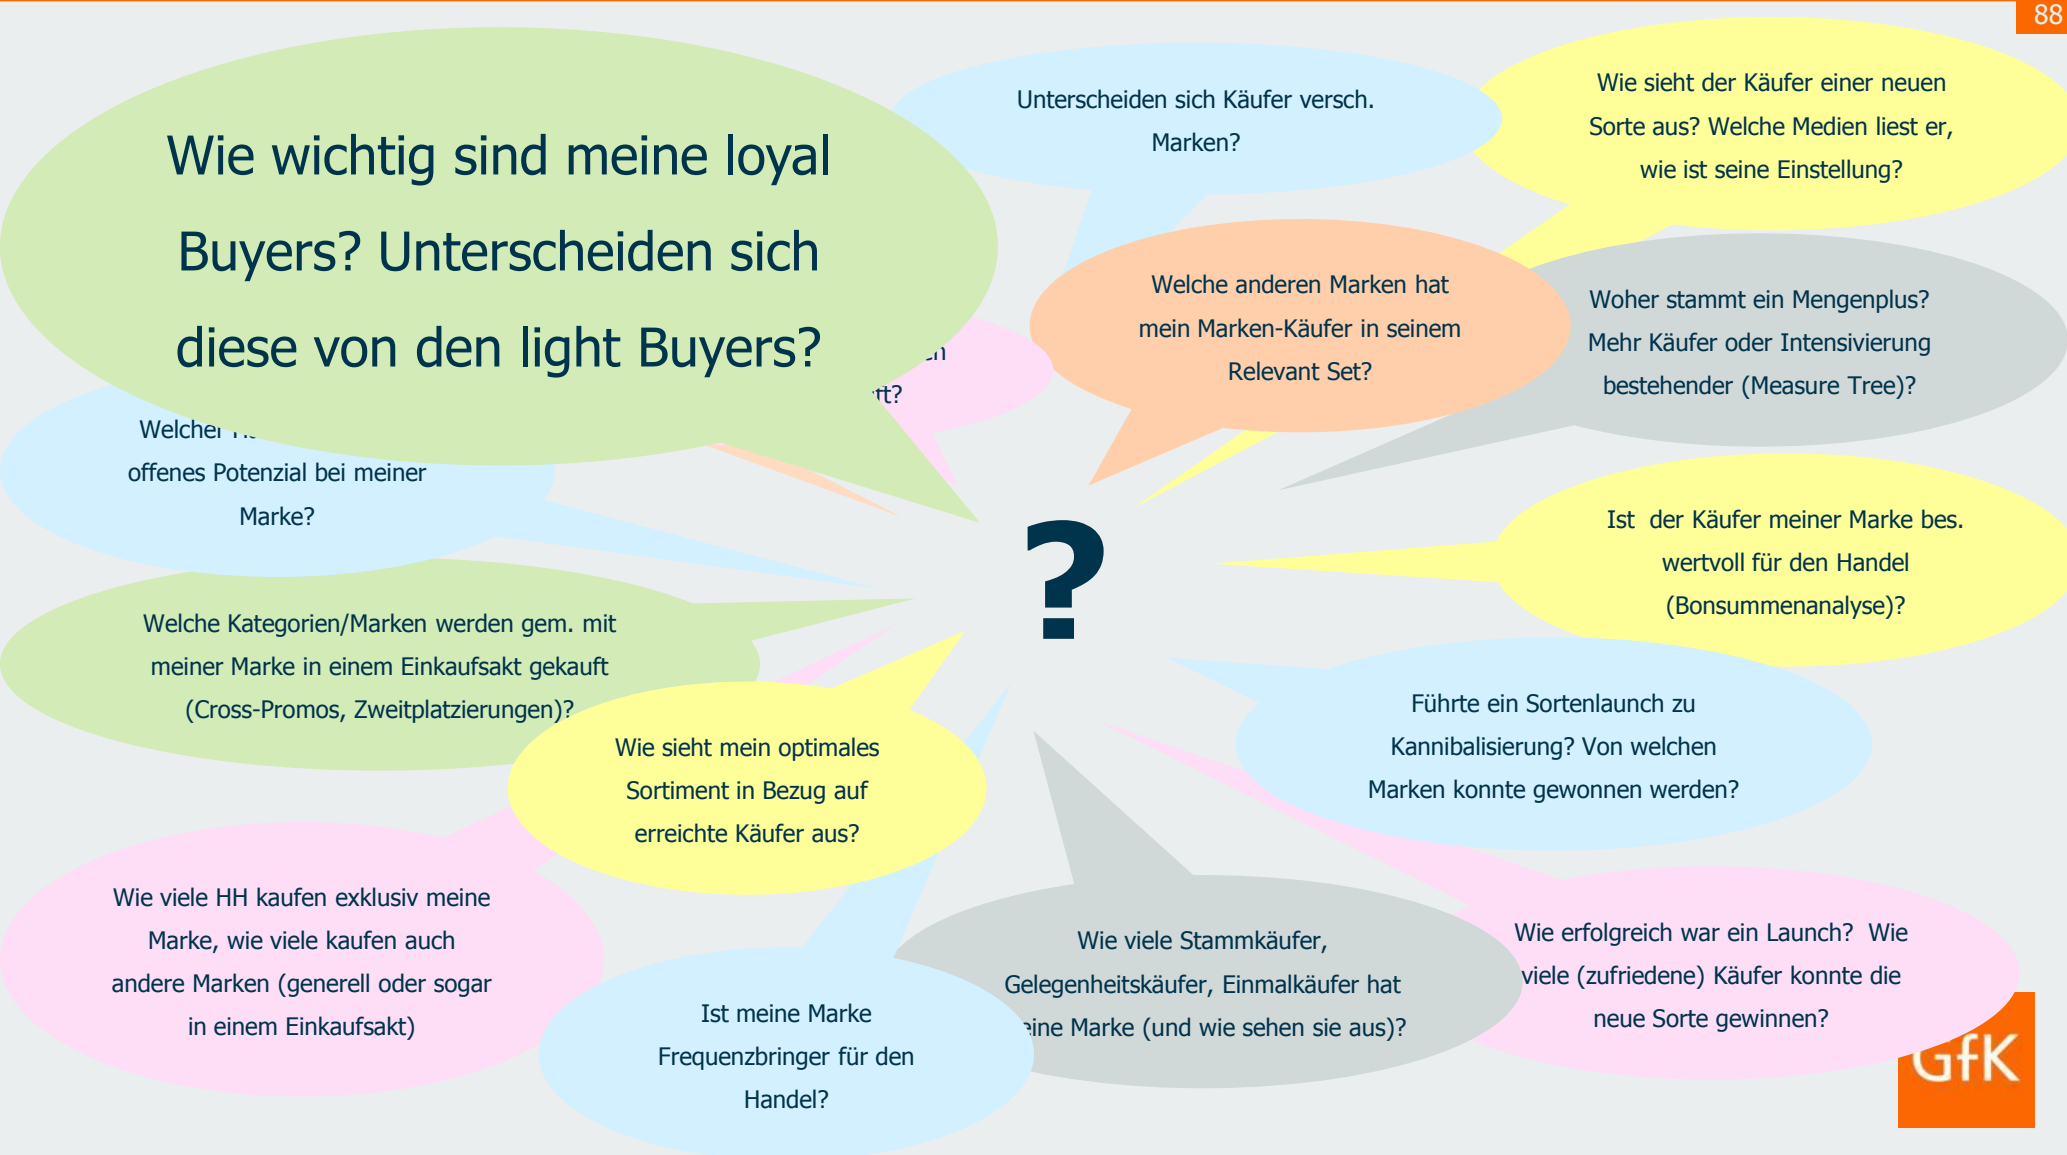 88
Wie wichtig sind meine loyal
Buyers? Unterscheiden sich
diese von den light Buyers?
Unterscheiden sich Käufer versch.
Marken?
Wie sieht der Käufer einer neuen
Sorte aus? Welche Medien liest er,
wie ist seine Einstellung?
Welche anderen Marken hat
mein Marken-Käufer in seinem
Relevant Set?
Woher stammt ein Mengenplus?
Mehr Käufer oder Intensivierung
bestehender (Measure Tree)?
Welcher
offenes Potenzial bei meiner
Marke?
?
Ist der Käufer meiner Marke bes.
wertvoll für den Handel
(Bonsummenanalyse)?
Welche Kategorien/Marken werden gem. mit
meiner Marke in einem Einkaufsakt gekauft
(Cross-Promos, Zweitplatzierungen)?
Wie sieht mein optimales
Sortiment in Bezug auf
erreichte Käufer aus?
Führte ein Sortenlaunch zu
Kannibalisierung? Von welchen
Marken konnte gewonnen werden?
Wie viele HH kaufen exklusiv meine
Marke, wie viele kaufen auch
andere Marken (generell oder sogar
in einem Einkaufsakt)
Ist meine Marke
Frequenzbringer für den
Handel?
Wie viele Stammkäufer,
Gelegenheitskäufer, Einmalkäufer hat
eine Marke (und wie sehen sie aus)?
Wie erfolgreich war ein Launch? Wie
viele (zufriedene) Käufer konnte die
neue Sorte gewinnen?
GfK